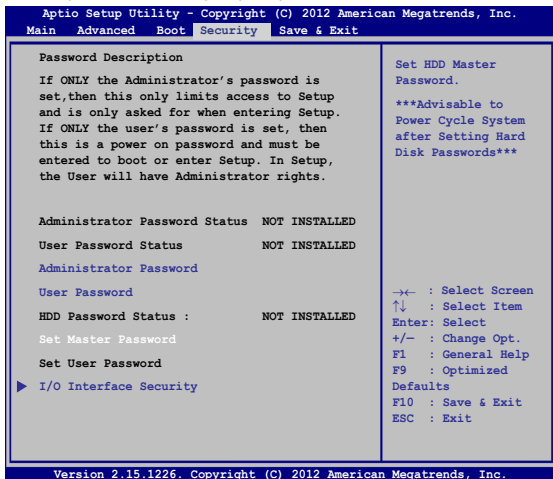 Aptio Setup Utility - Copyright (C) 2012 American Megatrends, Inc.
Main Advanced Boot Security Save & Exit
Password Description
If ONLY the Administrator's password is
set,then this only limits access to Setup
and is only asked for when entering Setup.
If ONLY the user's password is set, then
this is a power on password and must be
entered to boot or enter Setup. In Setup,
the User will have Administrator rights.
Administrator Password Status NOT INSTALLED
User Password Status NOT INSTALLED
Administrator Password
User Password
HDD Password Status : NOT INSTALLED
Set Master Password
Set User Password
I/O Interface Security
Set HDD Master
Password.
***Advisable to
Power Cycle System
after Setting Hard
Disk Passwords***
→← : Select Screen
↑↓ : Select Item
Enter: Select
+/— : Change Opt.
F1 : General Help
F9 : Optimized
Defaults
F10 : Save & Exit
ESC : Exit
Version 2.15.1226. Copyright (C) 2012 American Megatrends, Inc.